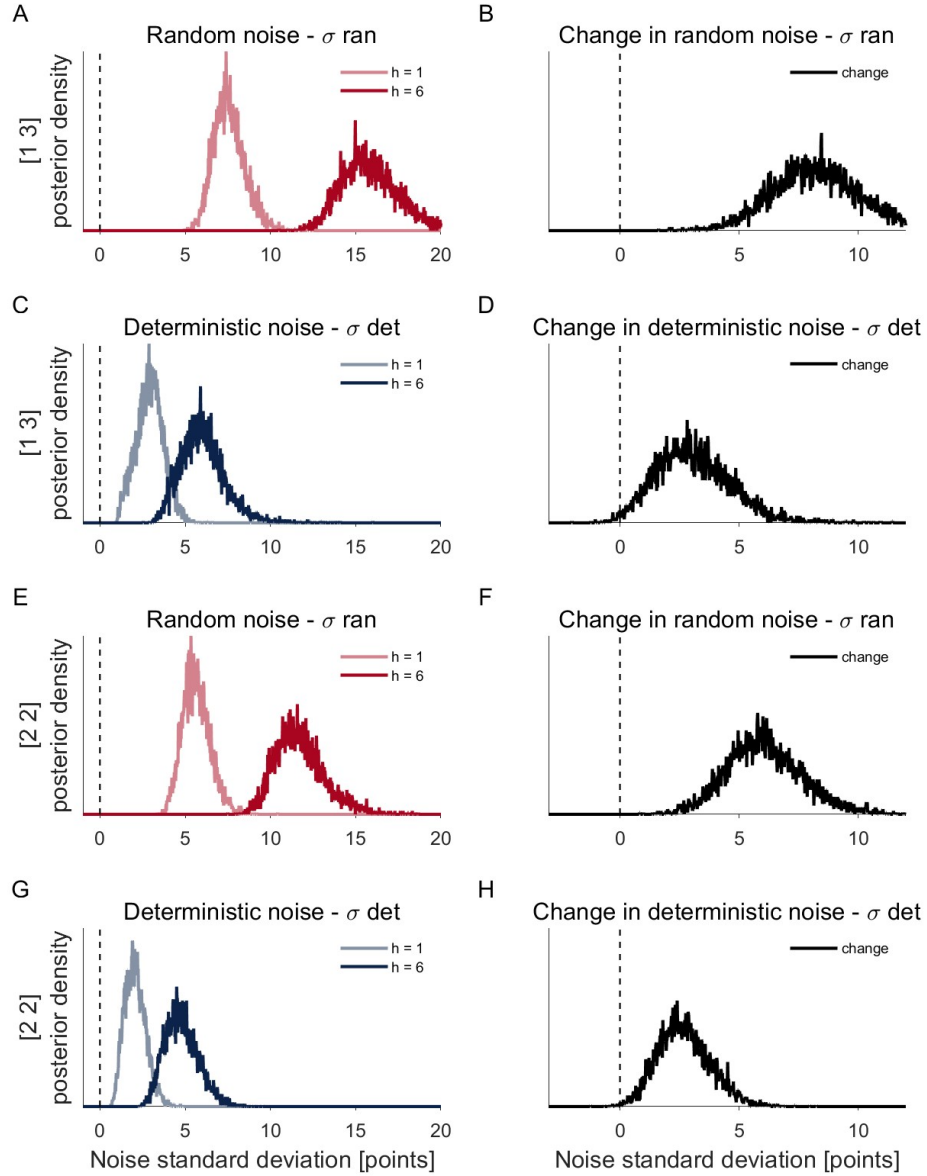 A
Random noise - σ ran
h = 1
h = 6
[1 3]
posterior density
0 5 10 15 20
B
Change in random noise - σ ran
change
0 5 10
C
Deterministic noise - σ det
h = 1
h = 6
[1 3]
posterior density
0 5 10 15 20
D
Change in deterministic noise - σ det
change
0 5 10
E
Random noise - σ ran
h = 1
h = 6
[2 2]
posterior density
0 5 10 15 20
F
Change in random noise - σ ran
change
0 5 10
G
Deterministic noise - σ det
h = 1
h = 6
[2 2]
posterior density
0 5 10 15 20
Noise standard deviation [points]
H
Change in deterministic noise - σ det
change
0 5 10
Noise standard deviation [points]